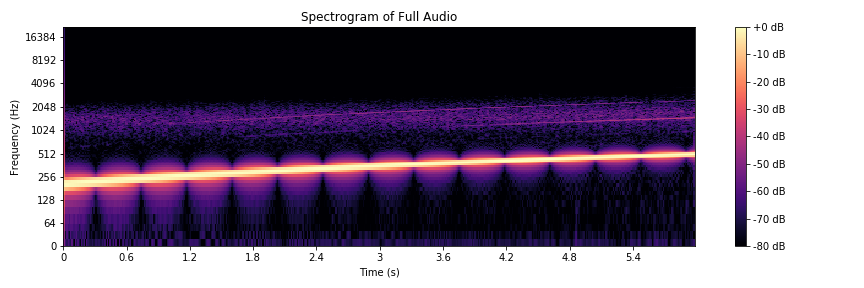 Spectrogram of Full Audio
Frequency (Hz)
16384
8192
4096
2048
1024
512
256
128
64
0
0 0.6 1.2 1.8 2.4 3 3.6 4.2 4.8 5.4
Time (s)
+0 dB
-10 dB
-20 dB
-30 dB
-40 dB
-50 dB
-60 dB
-70 dB
-80 dB